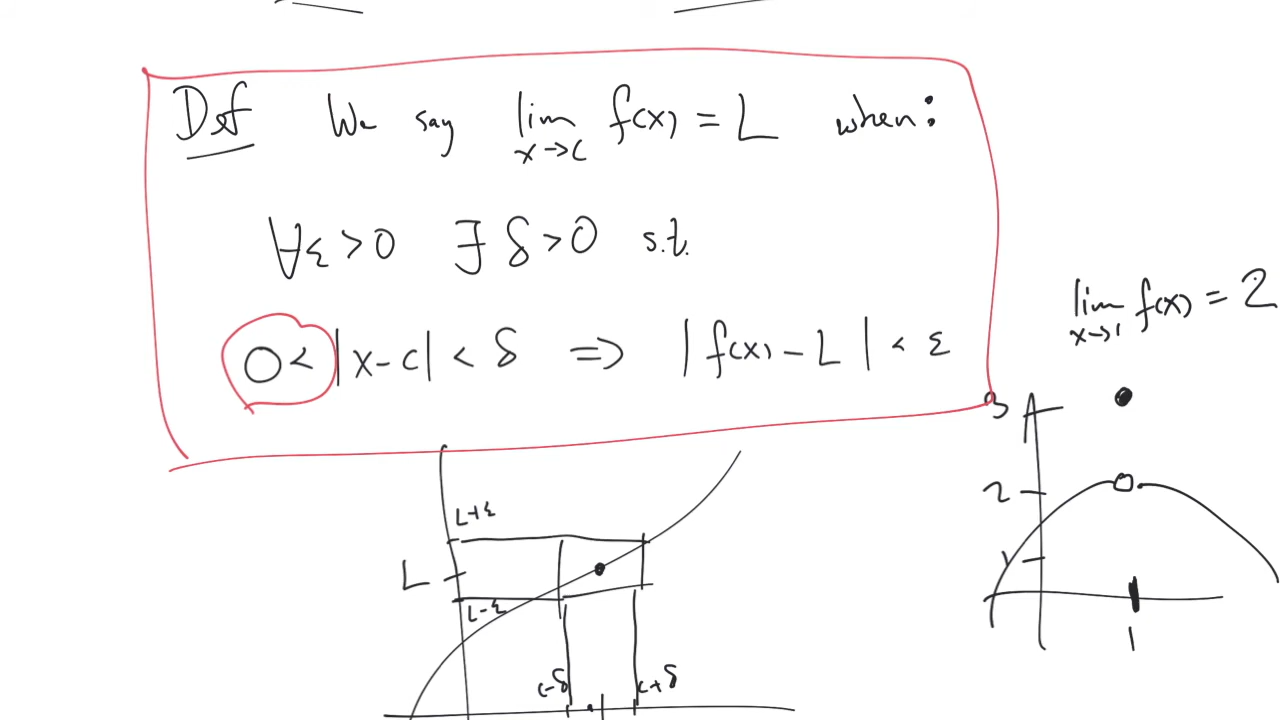 Def We say lim x→c f(x) = L when:
∀ε>0 ∃ δ>0 s.t.
0<|x-c| < δ ⇒ |f(x) - L| < ε
lim x→1 f(x) = 2
3
2
1
1
L+ε
L
L-ε
c-δ c+δ